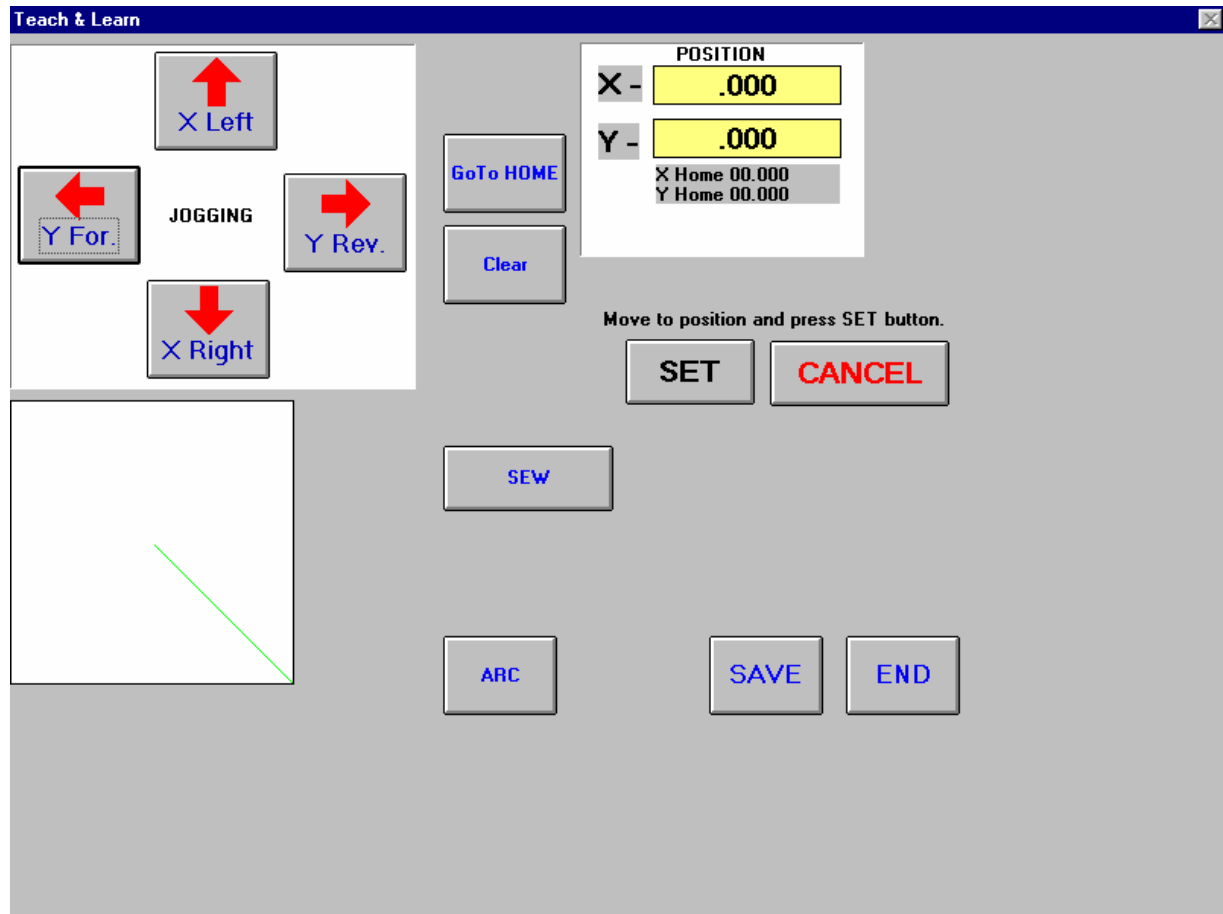 Teach & Learn
X Left
Y For.
JOGGING
Y Rev.
X Right
GoTo HOME
Clear
POSITION
X - .000
Y - .000
X Home 00.000
Y Home 00.000
Move to position and press SET button.
SET CANCEL
SEW
ARC
SAVE END